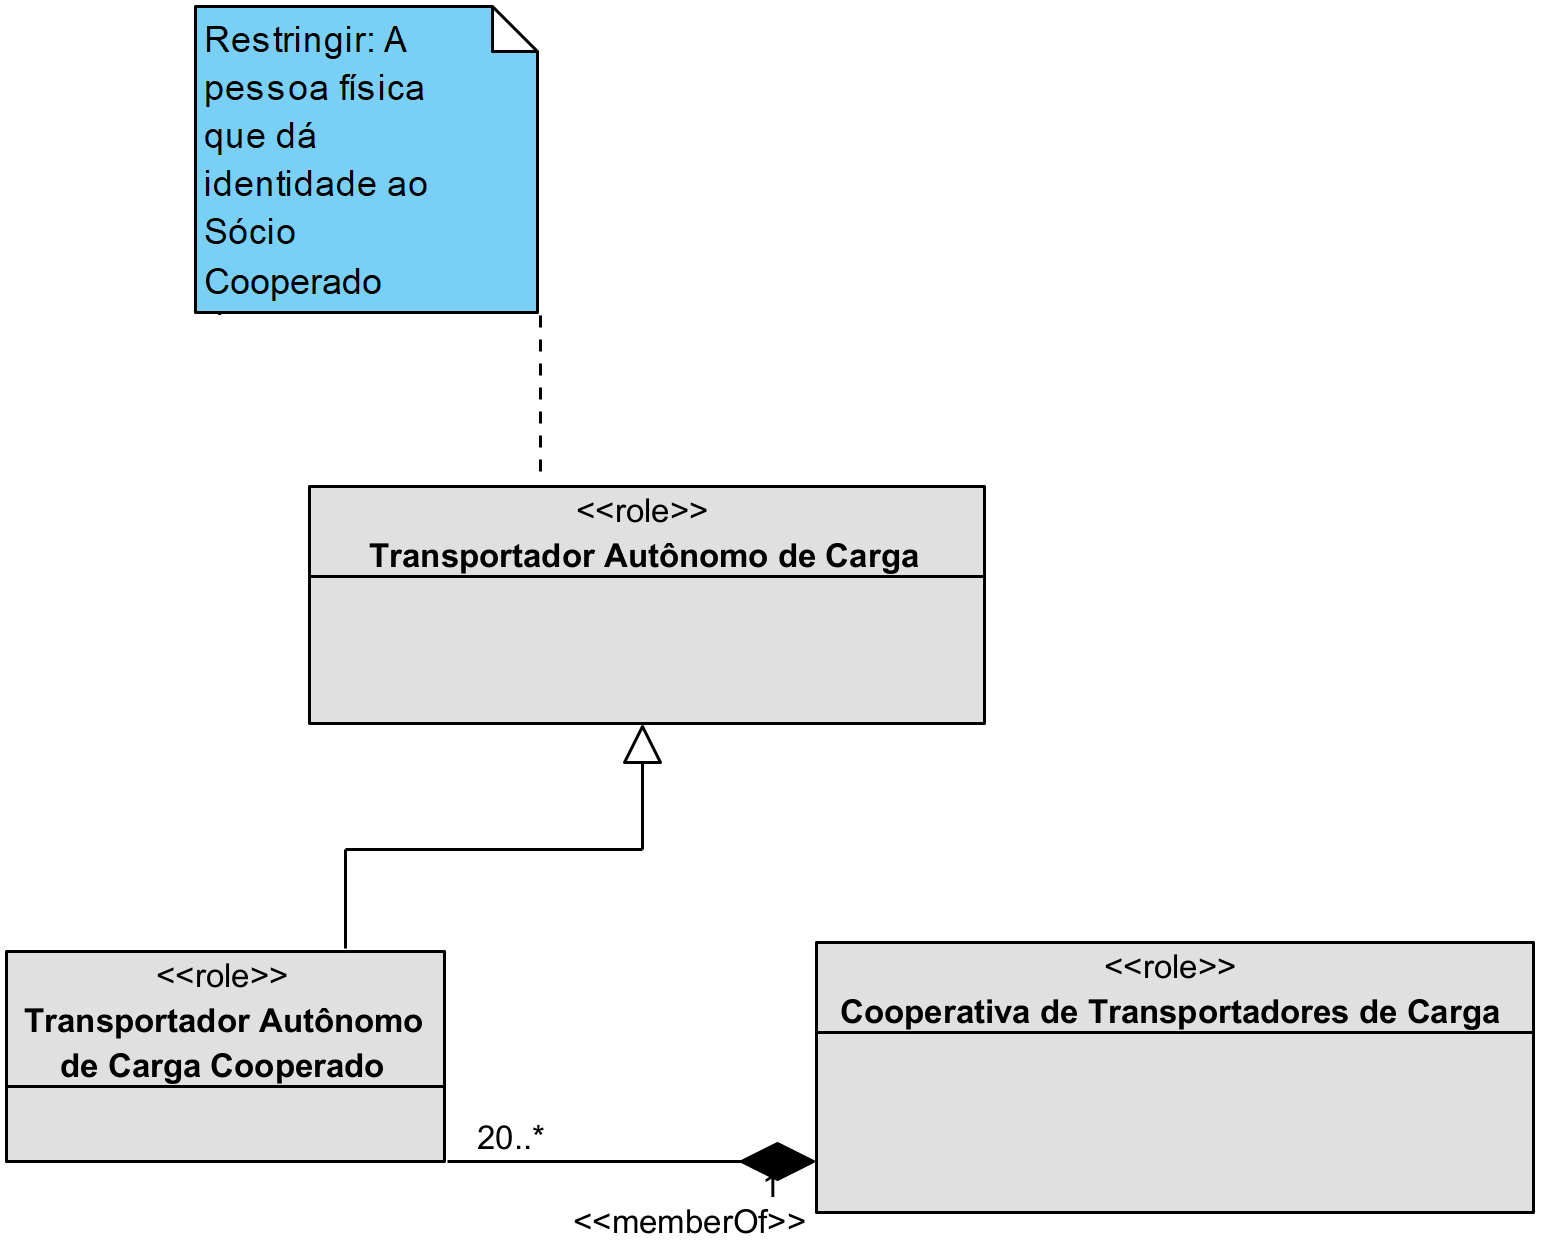 Restringir: A
pessoa física
que dá
identidade ao
Sócio
Cooperado
<<role>>
Transportador Autônomo de Carga
<<role>>
Transportador Autônomo
de Carga Cooperado
<<role>>
Cooperativa de Transportadores de Carga
20..*
1
<<memberOf>>